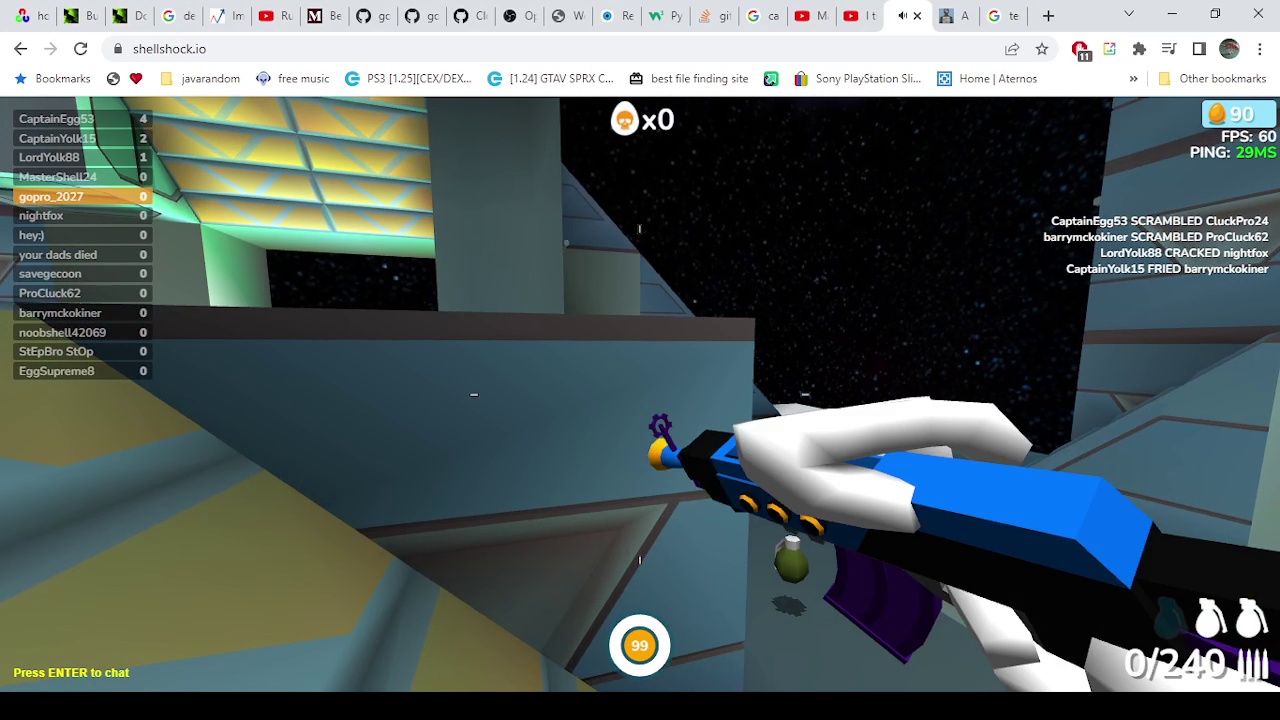 hc
Bu
Dc
de
Im
Ru
Be
gc
gc
Cl
Op
W
Re
Py
git
ca
M
I t
A
te
shellshock.io
11
Bookmarks
javarandom
free music
PS3 [1.25][CEX/DEX...
[1.24] GTAV SPRX C...
best file finding site
Sony PlayStation Sli...
Home | Aternos
»
Other bookmarks
CaptainEgg53 4
CaptainYolk15 2
LordYolk88 1
MasterShell24 0
gopro_2027 0
nightfox 0
hey:) 0
your dads died 0
savegecoon 0
ProCluck62 0
barrymckokiner 0
noobshell42069 0
StEpBro StOp 0
EggSupreme8 0
x0
90
FPS: 60
PING: 29MS
CaptainEgg53 SCRAMBLED CluckPro24
barrymckokiner SCRAMBLED ProCluck62
LordYolk88 CRACKED nightfox
CaptainYolk15 FRIED barrymckokiner
99
Press ENTER to chat
0/240